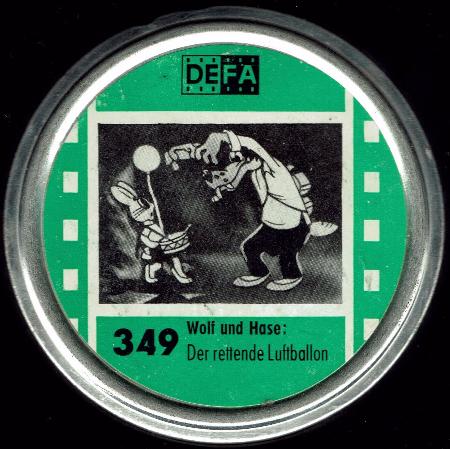 DEFA
349 Wolf und Hase:
Der rettende Luftballon